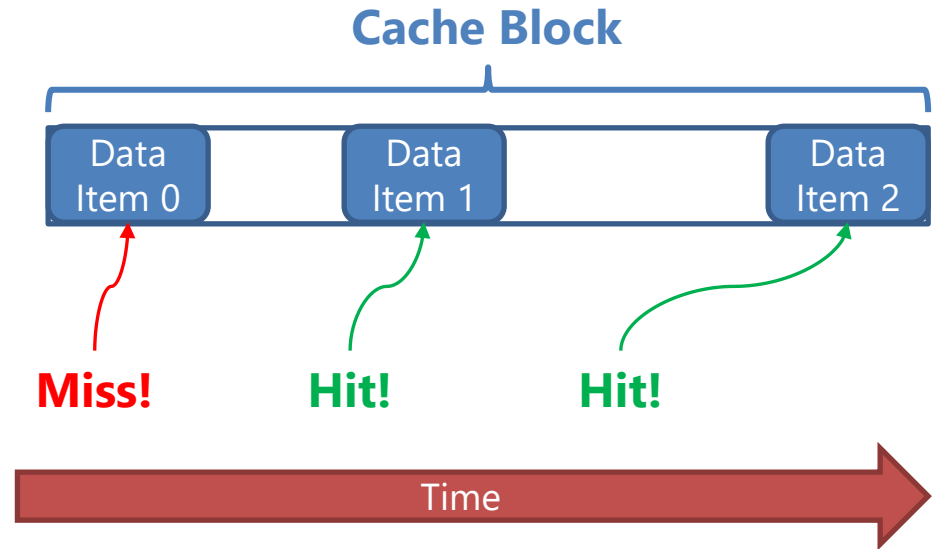 Cache Block
Data
Item 0
Data
Item 1
Data
Item 2
Miss!
Hit!
Hit!
Time